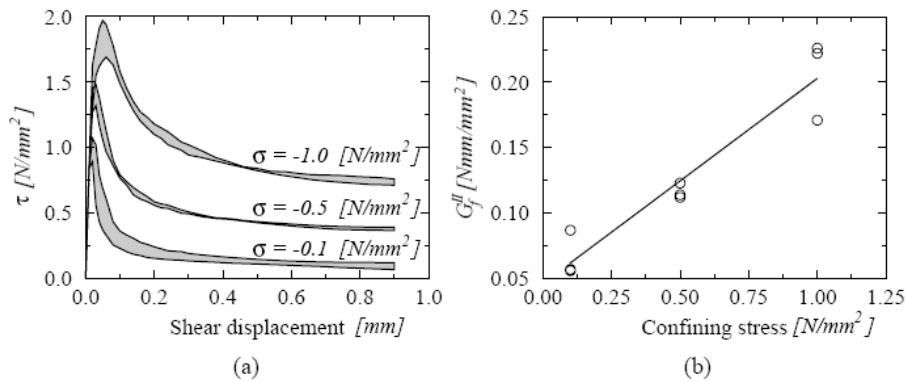 2.0
1.5
1.0
0.5
0.0
τ [N/mm²]
σ = -1.0 [N/mm²]
σ = -0.5 [N/mm²]
σ = -0.1 [N/mm²]
0.0 0.2 0.4 0.6 0.8 1.0
Shear displacement [mm]
(a)
0.25
0.20
0.15
0.10
0.05
G_f^II [Nmm/mm²]
0.00 0.25 0.50 0.75 1.00 1.25
Confining stress [N/mm²]
(b)